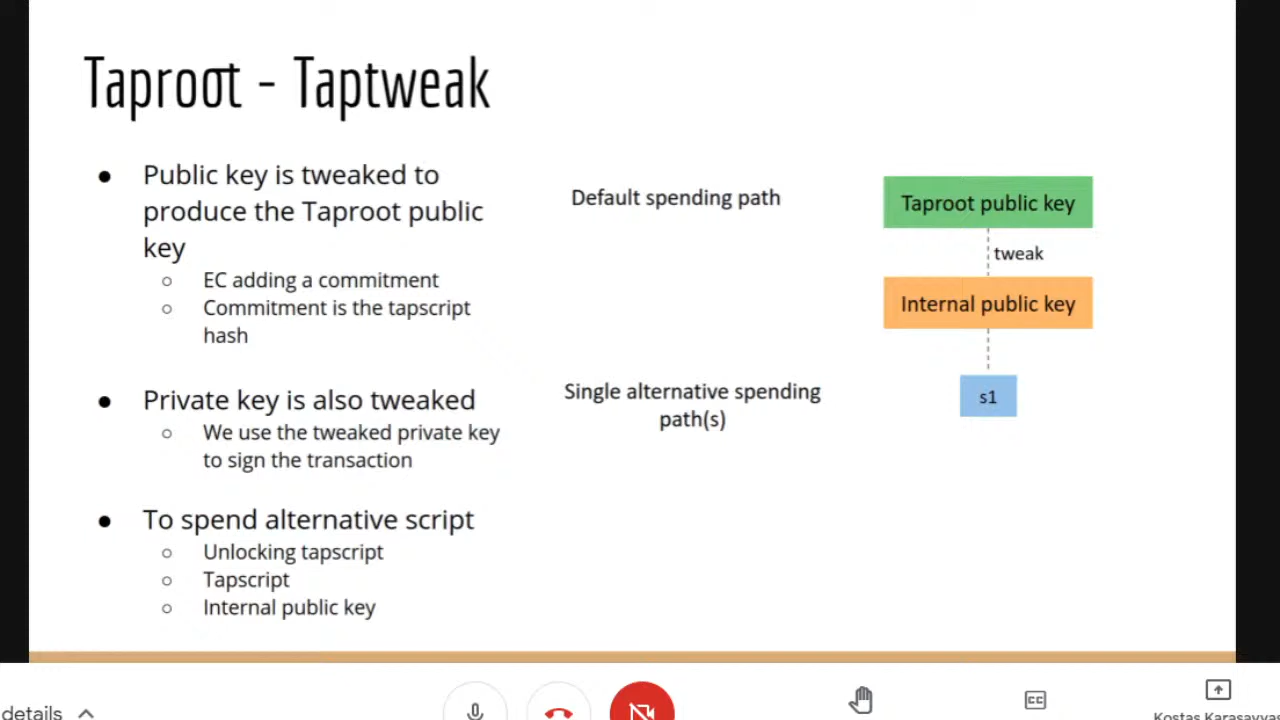 Taproot - Taptweak
Public key is tweaked to
produce the Taproot public
key
EC adding a commitment
Commitment is the tapscript
hash
Private key is also tweaked
We use the tweaked private key
to sign the transaction
To spend alternative script
Unlocking tapscript
Tapscript
Internal public key
Default spending path
Taproot public key
tweak
Internal public key
Single alternative spending
path(s)
s1
details
CC
Kostas Karasavvas